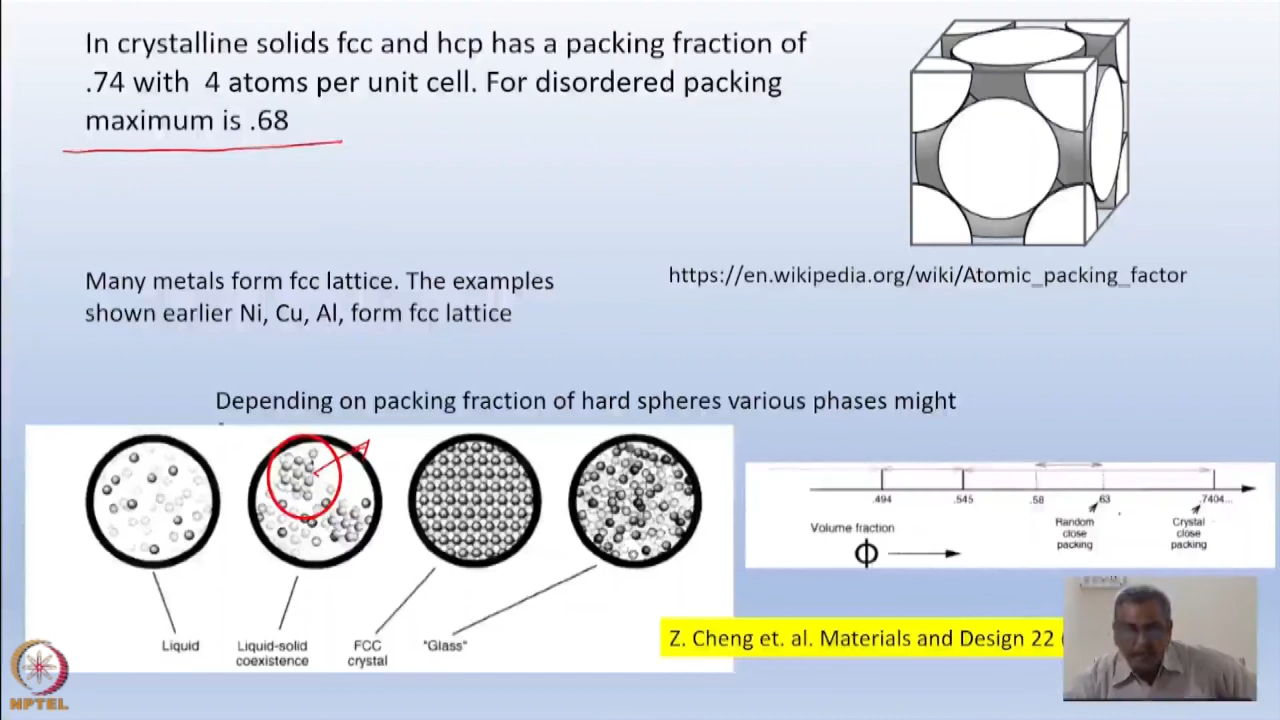 In crystalline solids fcc and hcp has a packing fraction of
.74 with 4 atoms per unit cell. For disordered packing
maximum is .68
https://en.wikipedia.org/wiki/Atomic_packing_factor
Many metals form fcc lattice. The examples
shown earlier Ni, Cu, Al, form fcc lattice
Depending on packing fraction of hard spheres various phases might
Liquid
Liquid-solid
coexistence
FCC
crystal
"Glass"
.494 .545 .58 .63 .7404...
Volume fraction
Φ
Random
close
packing
Crystal
close
packing
Z. Cheng et. al. Materials and Design 22 (
NPTEL